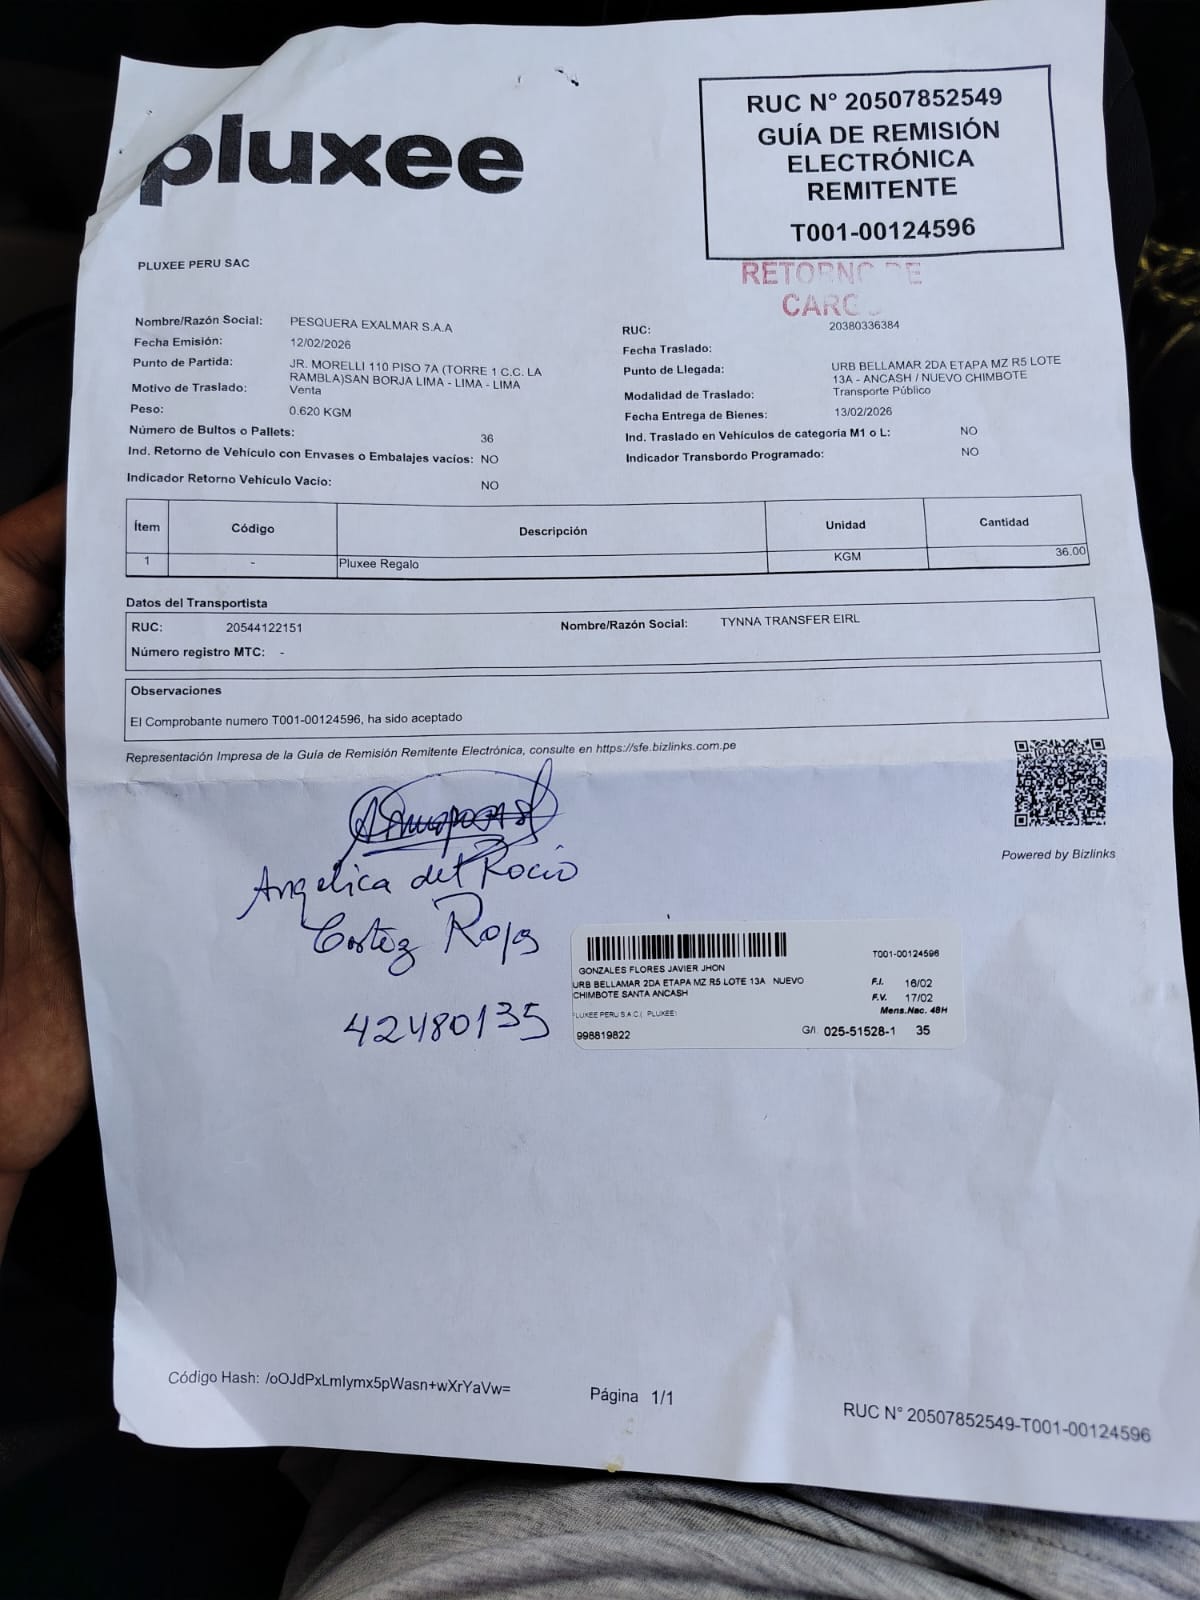 pluxee
RUC N° 20507852549
GUÍA DE REMISIÓN
ELECTRÓNICA
REMITENTE
T001-00124596
PLUXEE PERU SAC
RETORNO DE
CARGO
Nombre/Razón Social: PESQUERA EXALMAR S.A.A
Fecha Emisión: 12/02/2026
Punto de Partida: JR. MORELLI 110 PISO 7A (TORRE 1 C.C. LA
RAMBLA)SAN BORJA LIMA - LIMA - LIMA
Motivo de Traslado: Venta
Peso: 0.620 KGM
Número de Bultos o Pallets: 36
Ind. Retorno de Vehículo con Envases o Embalajes vacíos: NO
Indicador Retorno Vehículo Vacío: NO
RUC: 20380336384
Fecha Traslado:
Punto de Llegada: URB BELLAMAR 2DA ETAPA MZ R5 LOTE
13A - ANCASH / NUEVO CHIMBOTE
Modalidad de Traslado: Transporte Público
Fecha Entrega de Bienes: 13/02/2026
Ind. Traslado en Vehículos de categoría M1 o L: NO
Indicador Transbordo Programado: NO
Ítem Código Descripción Unidad Cantidad
1 - Pluxee Regalo KGM 36.00
Datos del Transportista
RUC: 20544122151 Nombre/Razón Social: TYNNA TRANSFER EIRL
Número registro MTC: -
Observaciones
El Comprobante numero T001-00124596, ha sido aceptado
Representación Impresa de la Guía de Remisión Remitente Electrónica, consulte en https://sfe.bizlinks.com.pe
Powered by Bizlinks
Angelica del Rocio
Cortez Rojas
42480135
T001-00124596
GONZALES FLORES JAVIER JHON
URB BELLAMAR 2DA ETAPA MZ R5 LOTE 13A NUEVO
CHIMBOTE SANTA ANCASH
F.I. 16/02
F.V. 17/02
Mens.Nac. 48H
PLUXEE PERU S.A.C.( PLUXEE)
998819822
G/I 025-51528-1 35
Código Hash: /oOJdPxLmlymx5pWasn+wXrYaVw=
Página 1/1
RUC N° 20507852549-T001-00124596